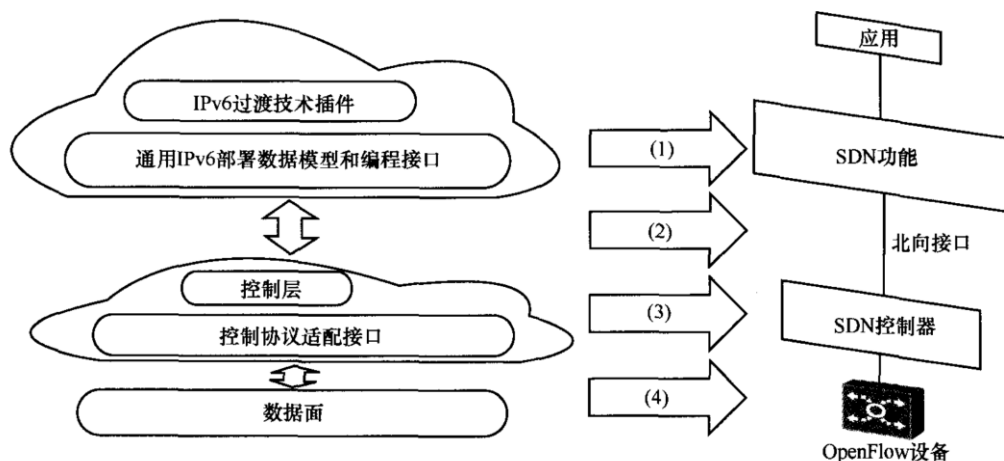 IPv6过渡技术插件
通用IPv6部署数据模型和编程接口
控制层
控制协议适配接口
数据面
(1)
(2)
(3)
(4)
应用
SDN功能
北向接口
SDN控制器
OpenFlow设备